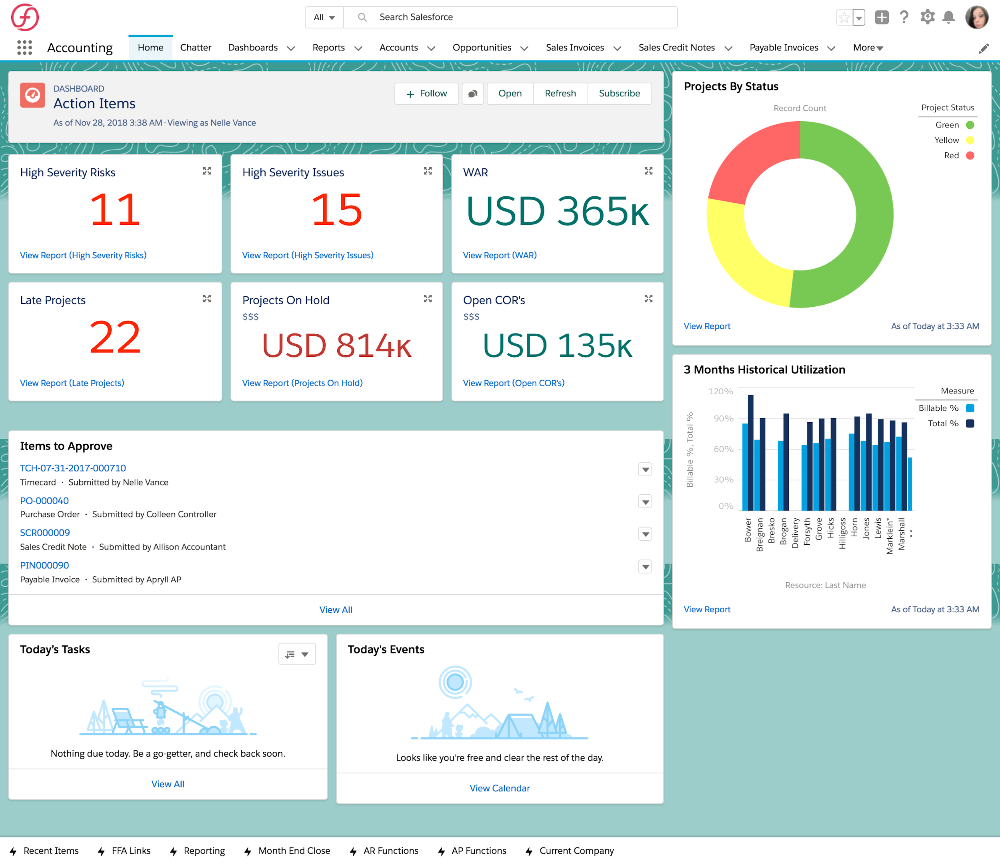 All
Search Salesforce
Accounting
Home
Chatter
Dashboards
Reports
Accounts
Opportunities
Sales Invoices
Sales Credit Notes
Payable Invoices
More
DASHBOARD
Action Items
As of Nov 28, 2018 3:38 AM·Viewing as Nelle Vance
+ Follow
Open
Refresh
Subscribe
High Severity Risks
11
View Report (High Severity Risks)
High Severity Issues
15
View Report (High Severity Issues)
WAR
USD 365K
View Report (WAR)
Late Projects
22
View Report (Late Projects)
Projects On Hold
$$$
USD 814K
View Report (Projects On Hold)
Open COR's
$$$
USD 135K
View Report (Open COR's)
Projects By Status
Record Count
Project Status
Green
Yellow
Red
View Report
As of Today at 3:33 AM
3 Months Historical Utilization
Measure
Billable %
Total %
Billable %, Total %
120%
90%
60%
30%
0%
Bower
Breignan
Bresko
Brogan
Delivery
Forsyth
Grove
Hicks
Hilligoss
Horn
Jones
Lewis
Marklein*
Marshall
Resource: Last Name
View Report
As of Today at 3:33 AM
Items to Approve
TCH-07-31-2017-000710
Timecard · Submitted by Nelle Vance
PO-000040
Purchase Order · Submitted by Colleen Controller
SCR000009
Sales Credit Note · Submitted by Allison Accountant
PIN000090
Payable Invoice · Submitted by Apryll AP
View All
Today’s Tasks
Nothing due today. Be a go-getter, and check back soon.
View All
Today's Events
Looks like you're free and clear the rest of the day.
View Calendar
Recent Items
FFA Links
Reporting
Month End Close
AR Functions
AP Functions
Current Company